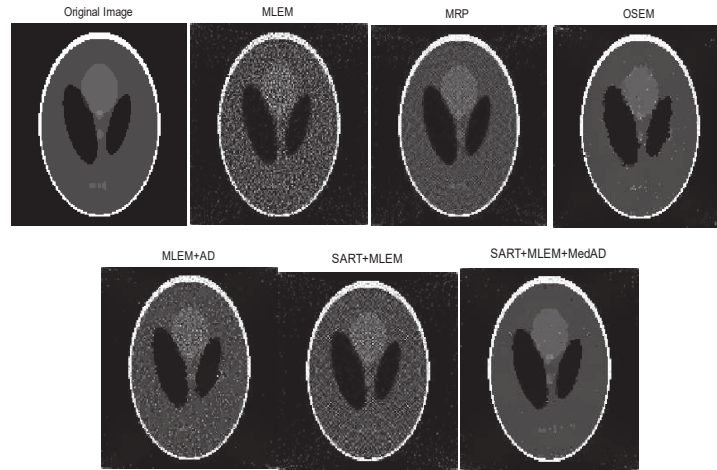 Original Image
MLEM
MRP
OSEM
MLEM+AD
SART+MLEM
SART+MLEM+MedAD